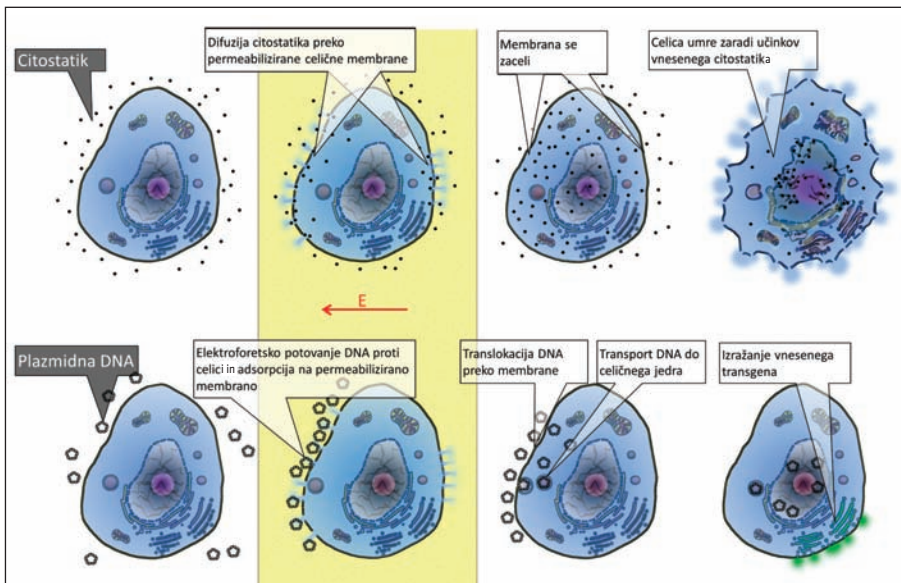 Citostatik
Difuzija citostatika preko
permeabilizirane celične membrane
Membrana se
zaceli
Celica umre zaradi učinkov
vnesenega citostatika
E
Plazmidna DNA
Elektroforetsko potovanje DNA proti
celici in adsorpcija na permeabilizirano
membrano
Translokacija DNA
preko membrane
Transport DNA do
celičnega jedra
Izražanje vnesenega
transgena